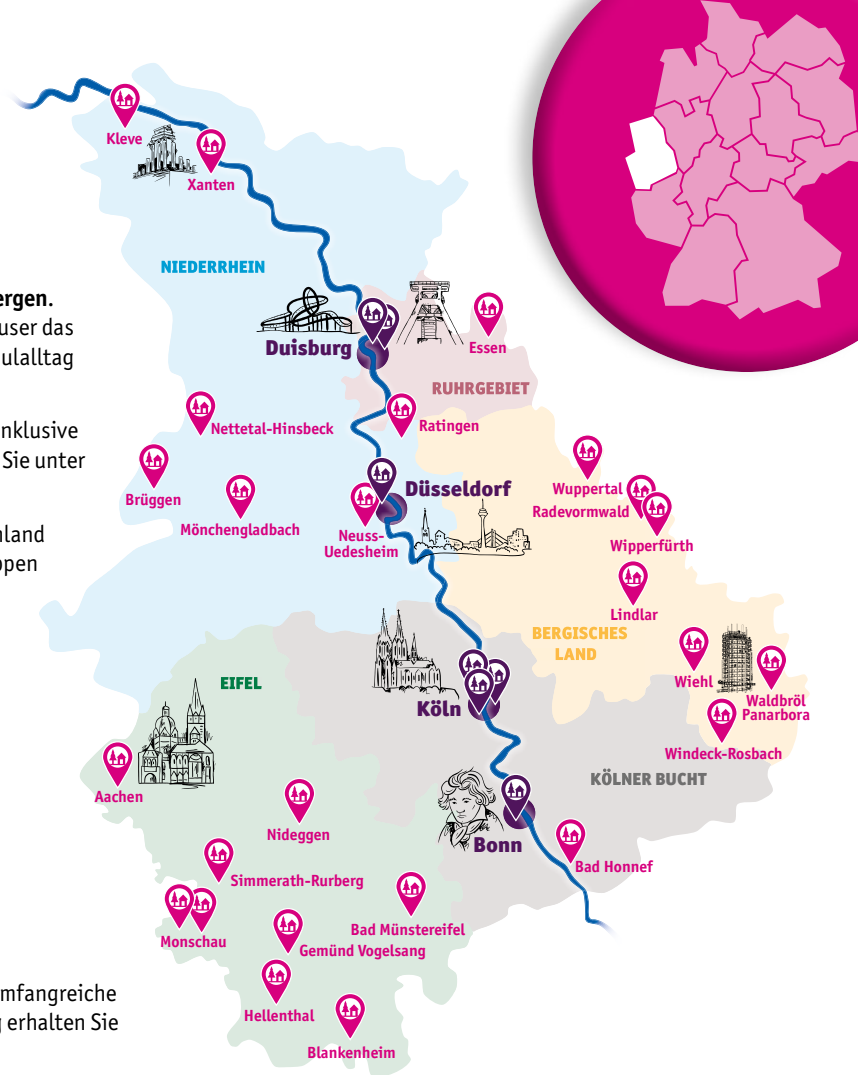 Kleve
Xanten
NIEDERRHEIN
ergen.
user das
ulalltag
Duisburg
Essen
RUHRGEBIET
nklusive
Sie unter
Nettetal-Hinsbeck
Ratingen
Brüggen
Mönchengladbach
Düsseldorf
Neuss-
Uedesheim
Wuppertal
Radevormwald
Wipperfürth
nland
ppen
Lindlar
BERGISCHES
LAND
Wiehl
Waldbröl
Panarbora
Windeck-Rosbach
EIFEL
Köln
KÖLNER BUCHT
Aachen
Nideggen
Bonn
Bad Honnef
Simmerath-Rurberg
Monschau
Bad Münstereifel
Gemünd Vogelsang
Hellenthal
Blankenheim
mfangreiche
g erhalten Sie